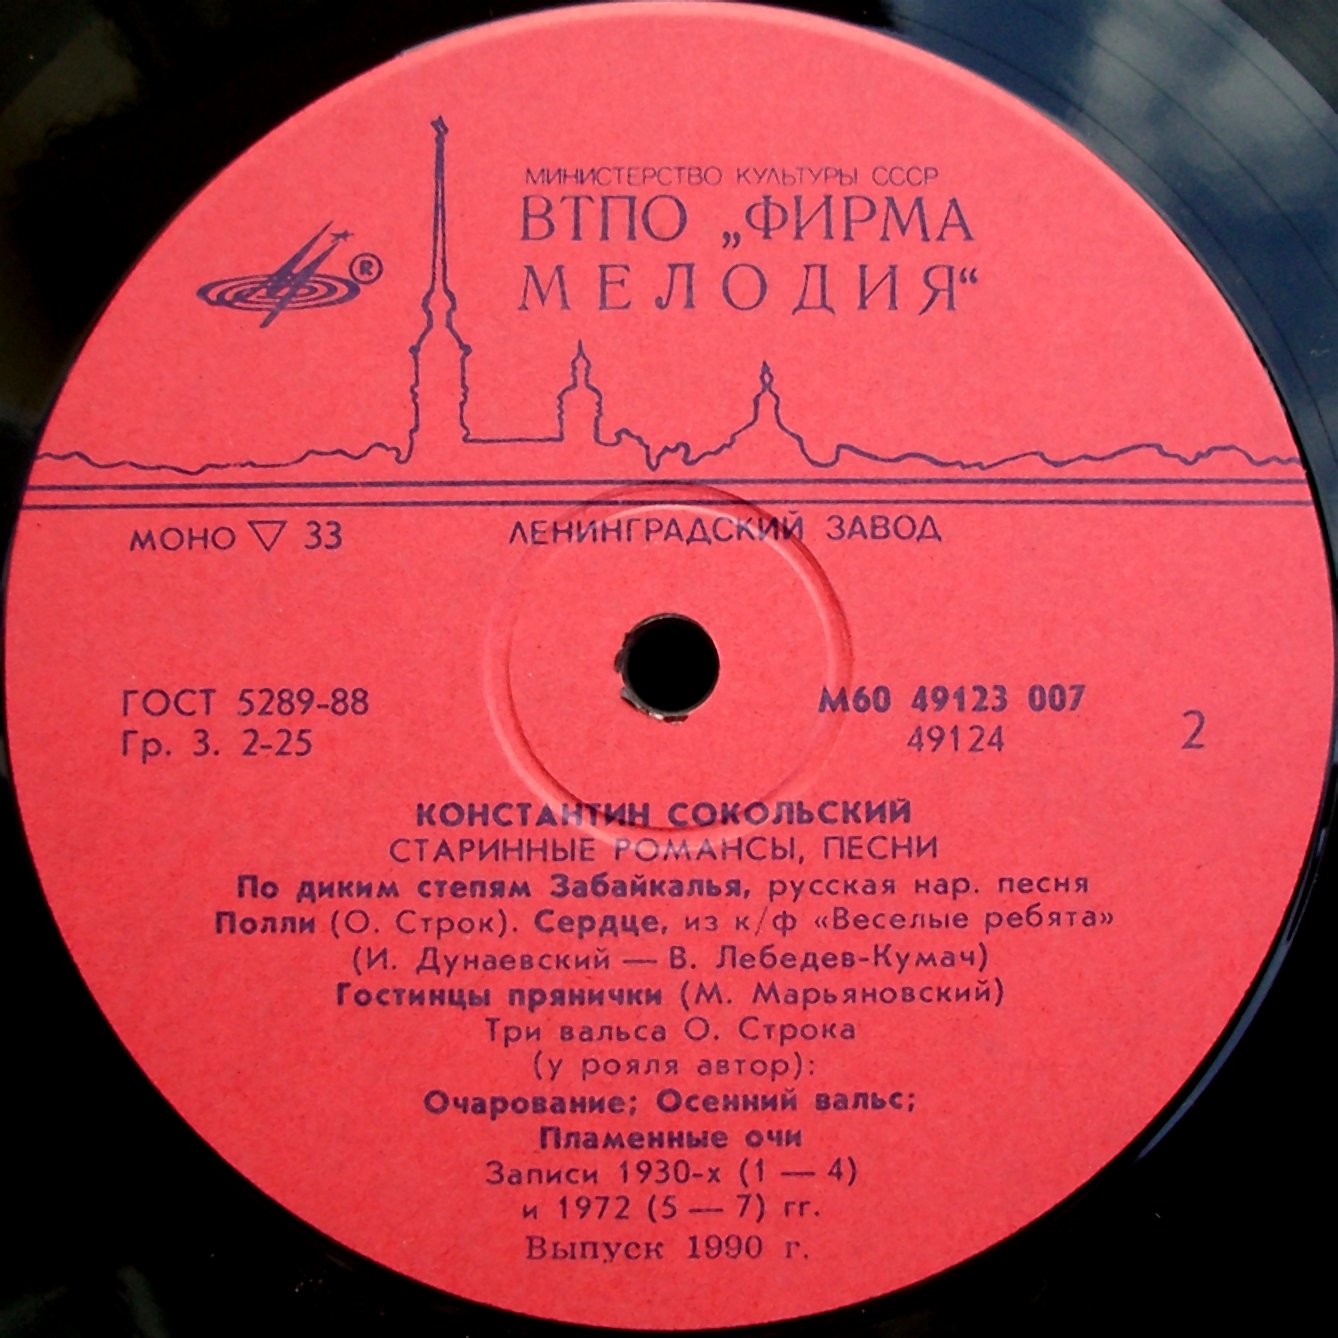 МИНИСТЕРСТВО КУЛЬТУРЫ СССР
ВТПО „ФИРМА
МЕЛОДИЯ“
®
МОНО ▽ 33
ЛЕНИНГРАДСКИЙ ЗАВОД
ГОСТ 5289-88
Гр. 3. 2-25
М60 49123 007
49124
2
КОНСТАНТИН СОКОЛЬСКИЙ
СТАРИННЫЕ РОМАНСЫ, ПЕСНИ
По диким степям Забайкалья, русская нар. песня
Полли (О. Строк). Сердце, из к/ф «Веселые ребята»
(И. Дунаевский — В. Лебедев-Кумач)
Гостинцы прянички (М. Марьяновский)
Три вальса О. Строка
(у рояля автор):
Очарование; Осенний вальс;
Пламенные очи
Записи 1930-х (1 — 4)
и 1972 (5 — 7) гг.
Выпуск 1990 г.